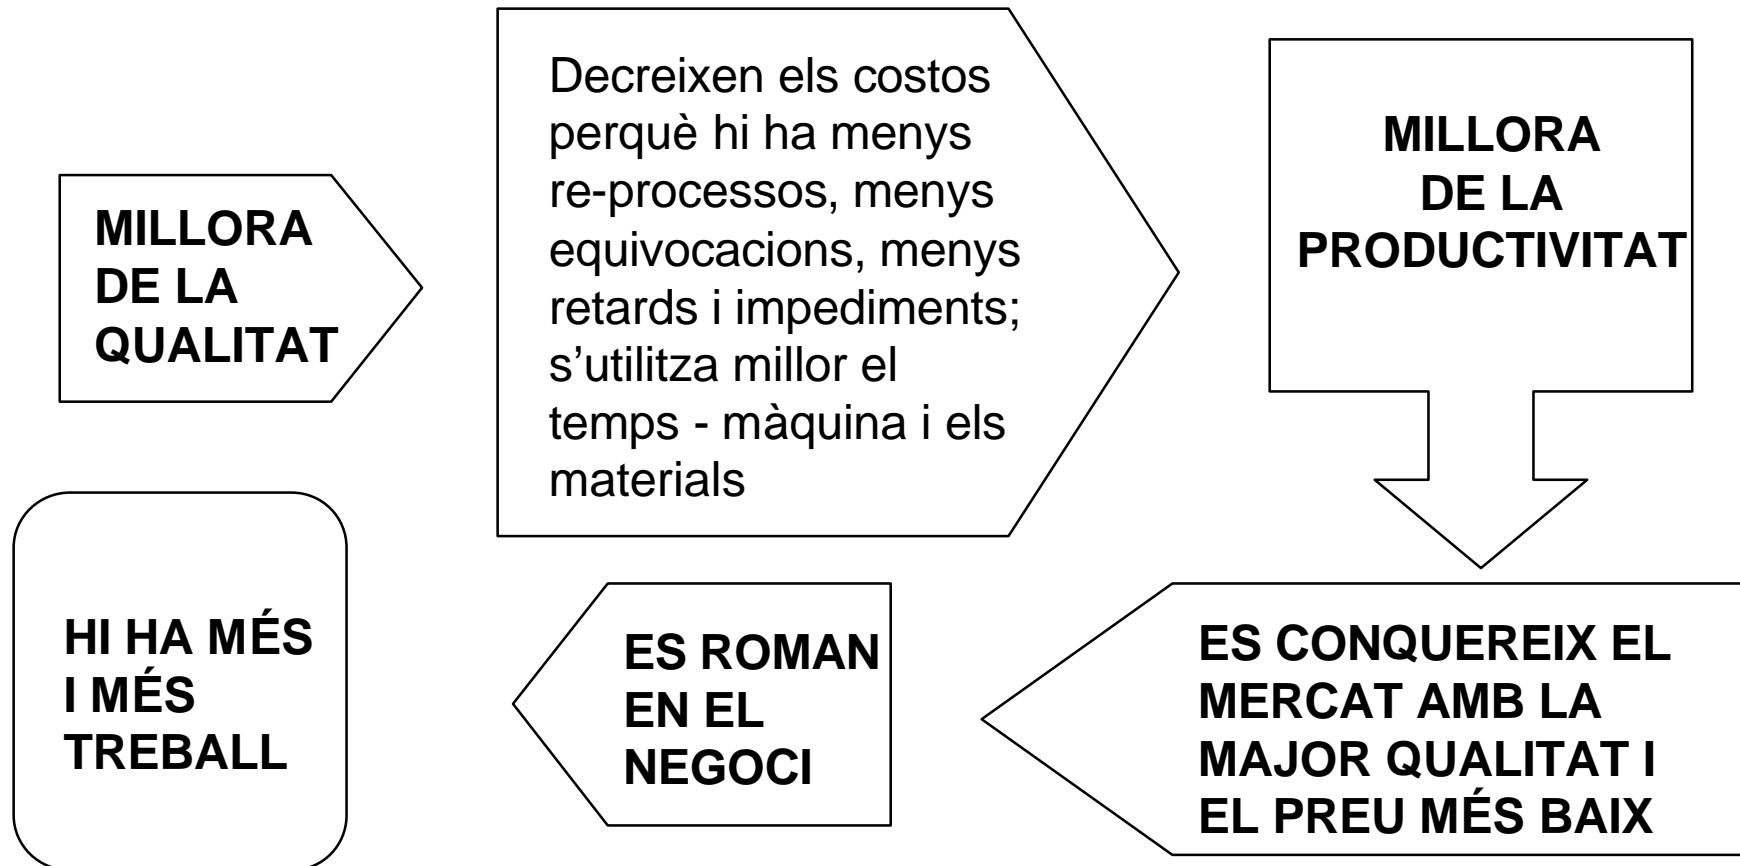 MILLORA
DE LA
QUALITAT
Decreixen els costos
perquè hi ha menys
re-processos, menys
equivocacions, menys
retards i impediments;
s’utilitza millor el
temps - màquina i els
materials
MILLORA
DE LA
PRODUCTIVITAT
ES CONQUEREIX EL
MERCAT AMB LA
MAJOR QUALITAT I
EL PREU MÉS BAIX
ES ROMAN
EN EL
NEGOCI
HI HA MÉS
I MÉS
TREBALL